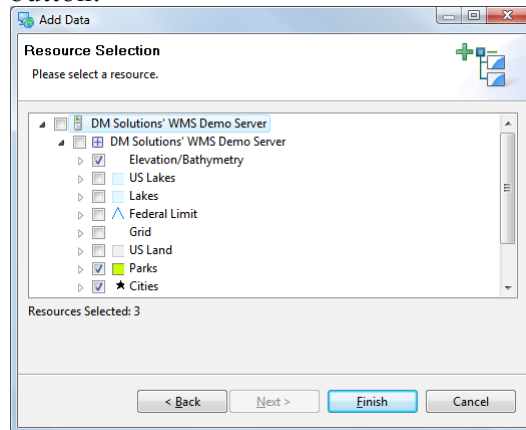 button.
Add Data
Resource Selection
Please select a resource.
DM Solutions' WMS Demo Server
DM Solutions' WMS Demo Server
Elevation/Bathymetry
US Lakes
Lakes
Federal Limit
Grid
US Land
Parks
Cities
Resources Selected: 3
< Back Next > Finish Cancel